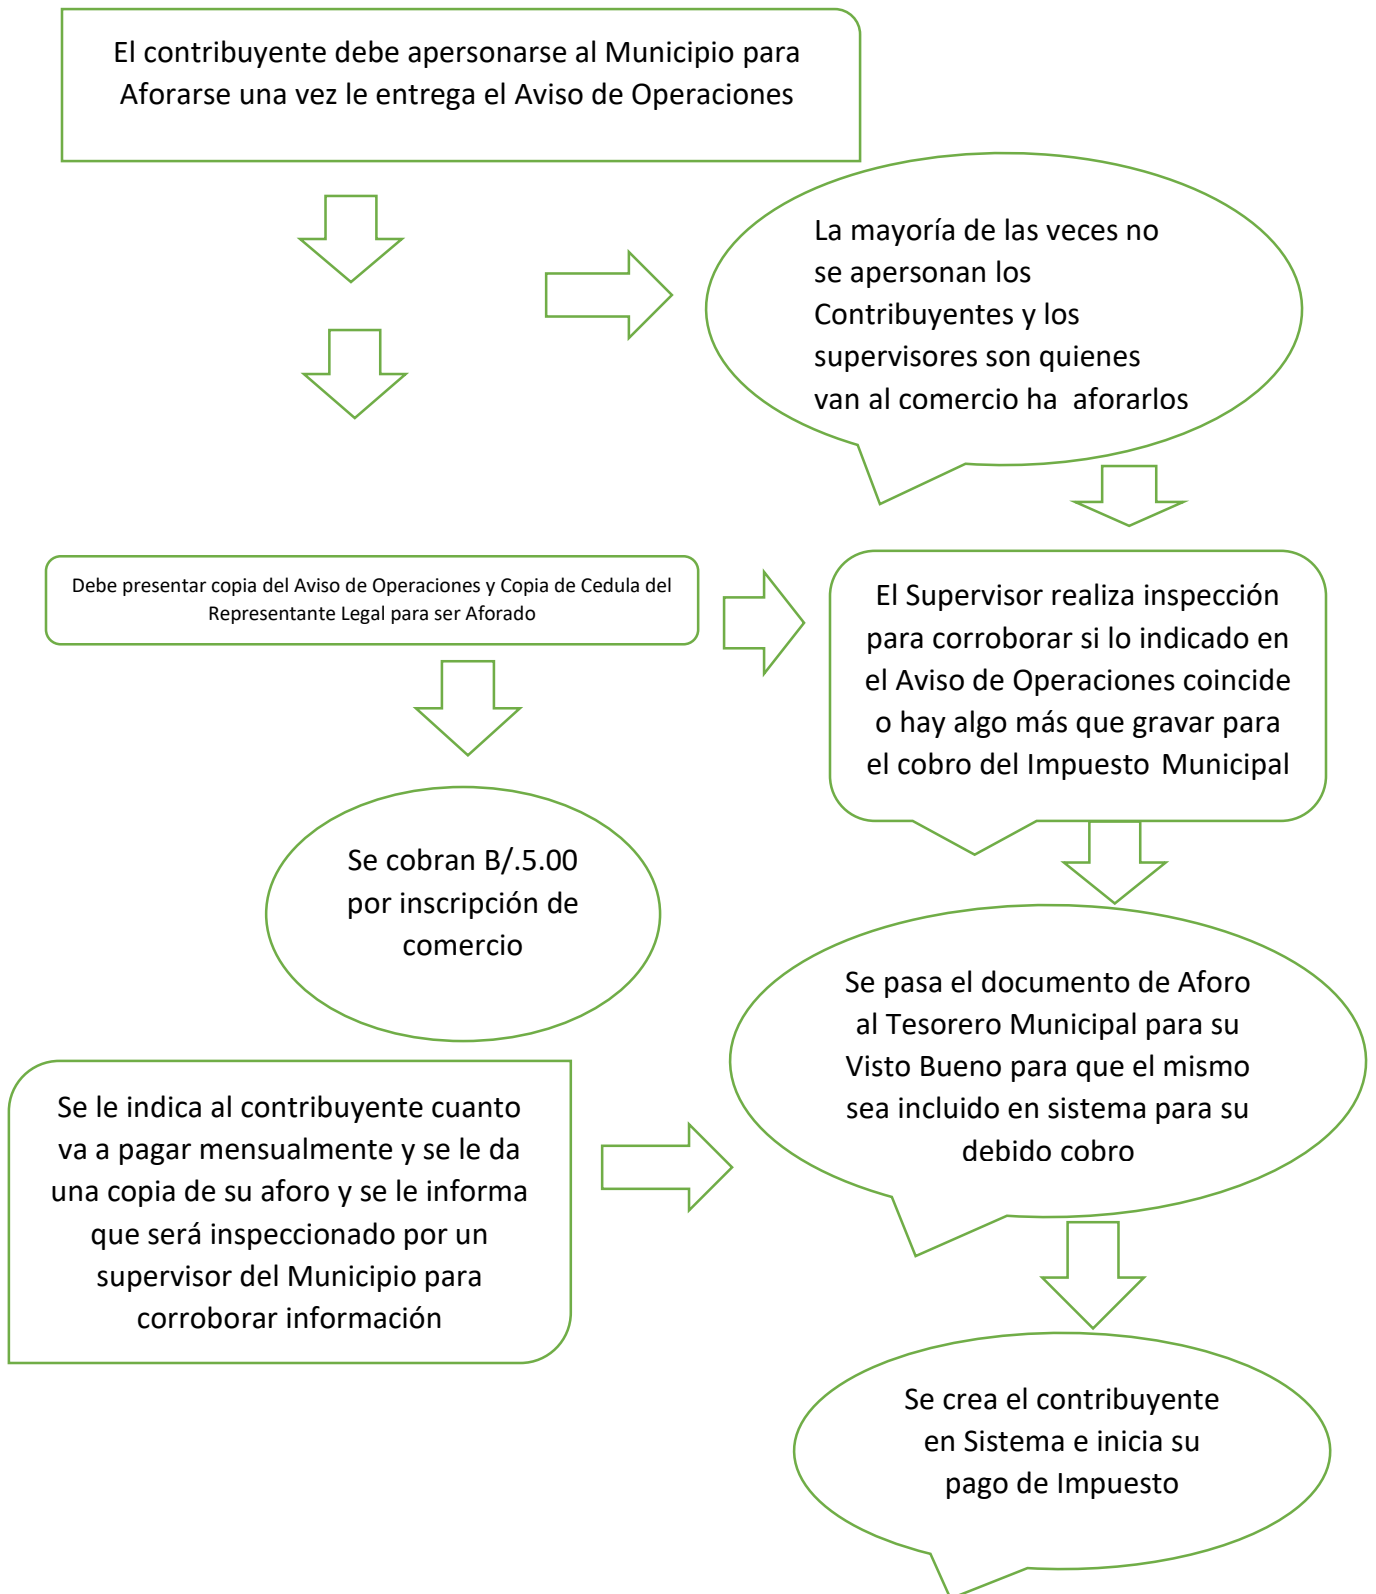 El contribuyente debe apersonarse al Municipio para
Aforarse una vez le entrega el Aviso de Operaciones
La mayoría de las veces no
se apersonan los
Contribuyentes y los
supervisores son quienes
van al comercio ha aforarlos
Debe presentar copia del Aviso de Operaciones y Copia de Cedula del
Representante Legal para ser Aforado
El Supervisor realiza inspección
para corroborar si lo indicado en
el Aviso de Operaciones coincide
o hay algo más que gravar para
el cobro del Impuesto Municipal
Se cobran B/.5.00
por inscripción de
comercio
Se pasa el documento de Aforo
al Tesorero Municipal para su
Visto Bueno para que el mismo
sea incluido en sistema para su
debido cobro
Se le indica al contribuyente cuanto
va a pagar mensualmente y se le da
una copia de su aforo y se le informa
que será inspeccionado por un
supervisor del Municipio para
corroborar información
Se crea el contribuyente
en Sistema e inicia su
pago de Impuesto